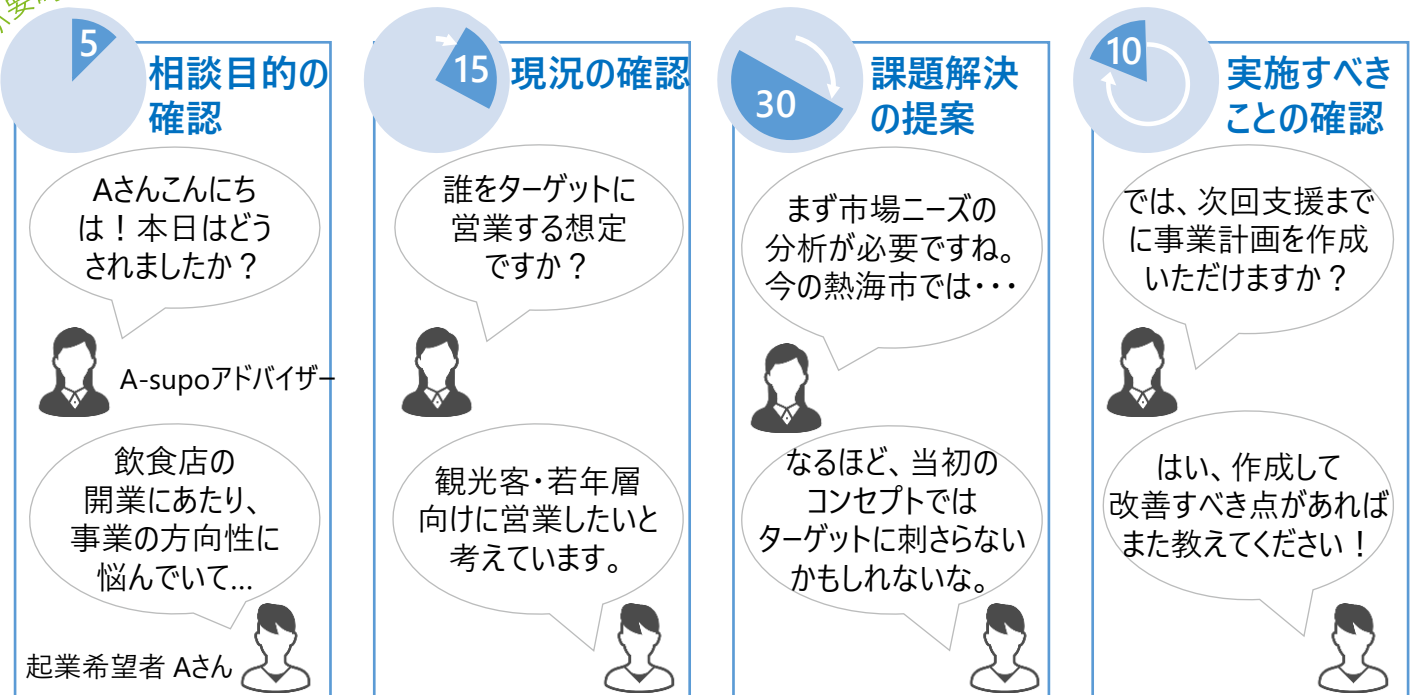 5
相談目的の
確認
Aさんこんにち
は！本日はどう
されましたか？
A-supoアドバイザー
飲食店の
開業にあたり、
事業の方向性に
悩んでいて…
起業希望者 Aさん
15
現況の確認
誰をターゲットに
営業する想定
ですか？
観光客・若年層
向けに営業したいと
考えています。
30
課題解決
の提案
まず市場ニーズの
分析が必要ですね。
今の熱海市では・・・
なるほど、当初の
コンセプトでは
ターゲットに刺さらない
かもしれないな。
10
実施すべき
ことの確認
では、次回支援まで
に事業計画を作成
いただけますか？
はい、作成して
改善すべき点があれば
また教えてください！